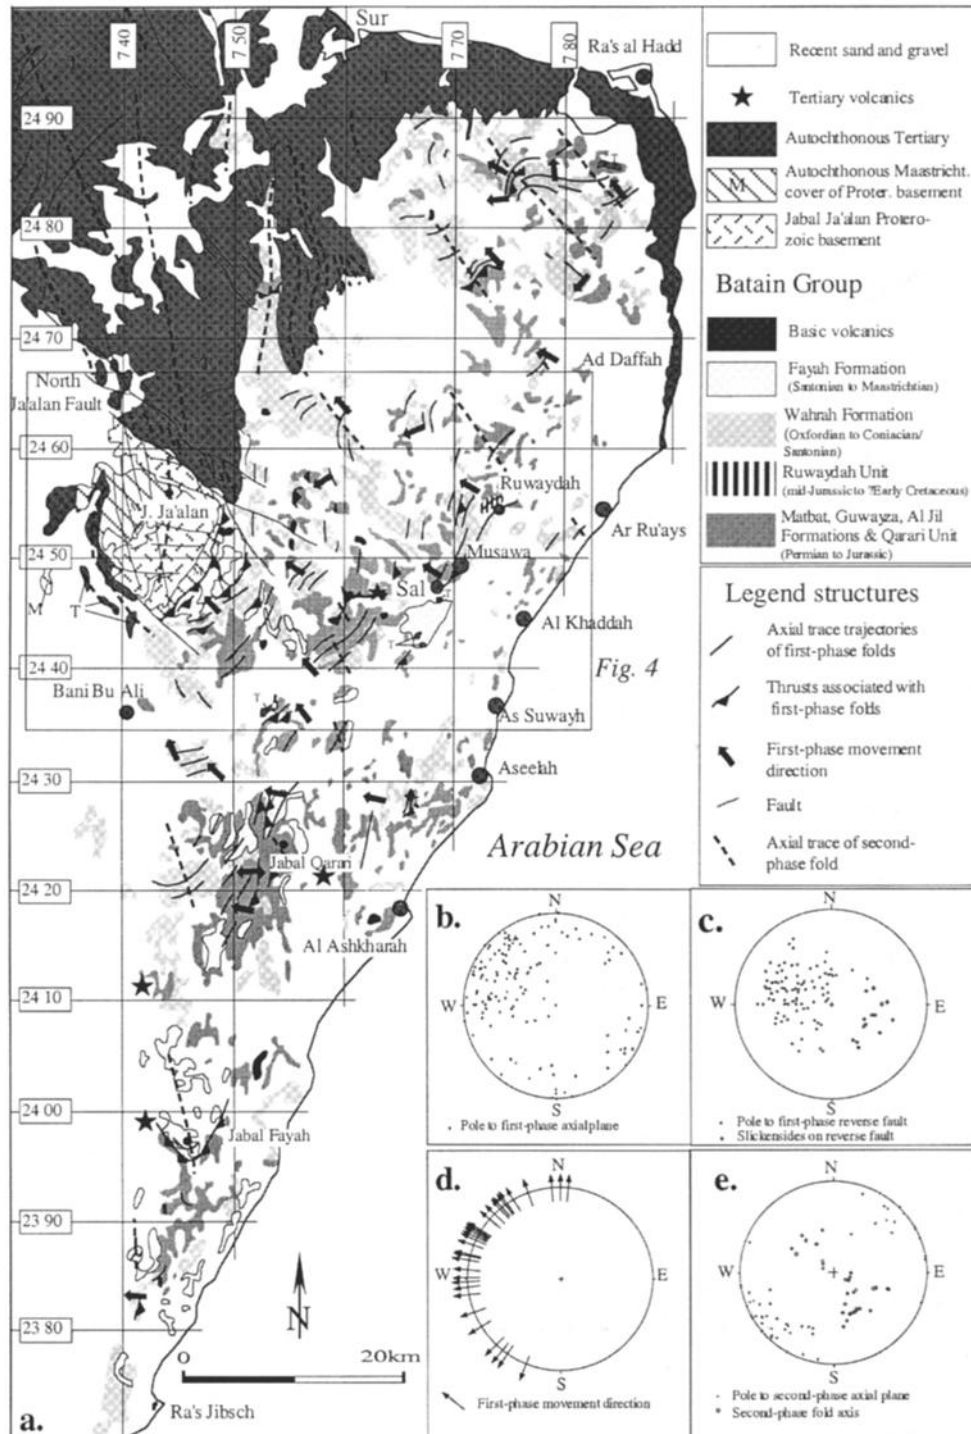 Sur
7 40
7 50
7 70
7 80
Ra's al Hadd
24 90
24 80
24 70
North
Ja'alan Fault
Ad Daffah
24 60
Ruwaydah
J. Ja'alan
Ar Ru'ays
24 50
Musawa
Sal
M
T
Al Khaddah
24 40
Fig. 4
Bani Bu Ali
T
As Suwayh
24 30
Aseelah
Arabian Sea
Jabal Qarari
24 20
Al Ashkharah
24 10
24 00
Jabal Fayah
23 90
N
23 80
0
20km
Ra's Jibsch
a.
Recent sand and gravel
Tertiary volcanics
Autochthonous Tertiary
M
Autochthonous Maastricht.
cover of Proter. basement
Jabal Ja'alan Protero-
zoic basement
Batain Group
Basic volcanics
Fayah Formation
(Santonian to Maastrichtian)
Wahrah Formation
(Oxfordian to Coniacian/
Santonian)
Ruwaydah Unit
(mid-Jurassic to ?Early Cretaceous)
Matbat, Guwayza, Al Jil
Formations & Qarari Unit
(Permian to Jurassic)
Legend structures
Axial trace trajectories
of first-phase folds
Thrusts associated with
first-phase folds
First-phase movement
direction
Fault
Axial trace of second-
phase fold
b.
N
W
E
S
Pole to first-phase axial plane
c.
N
W
E
S
Pole to first-phase reverse fault
Slickensides on reverse fault
d.
N
W
E
S
First-phase movement direction
e.
N
W
E
S
Pole to second-phase axial plane
Second-phase fold axis